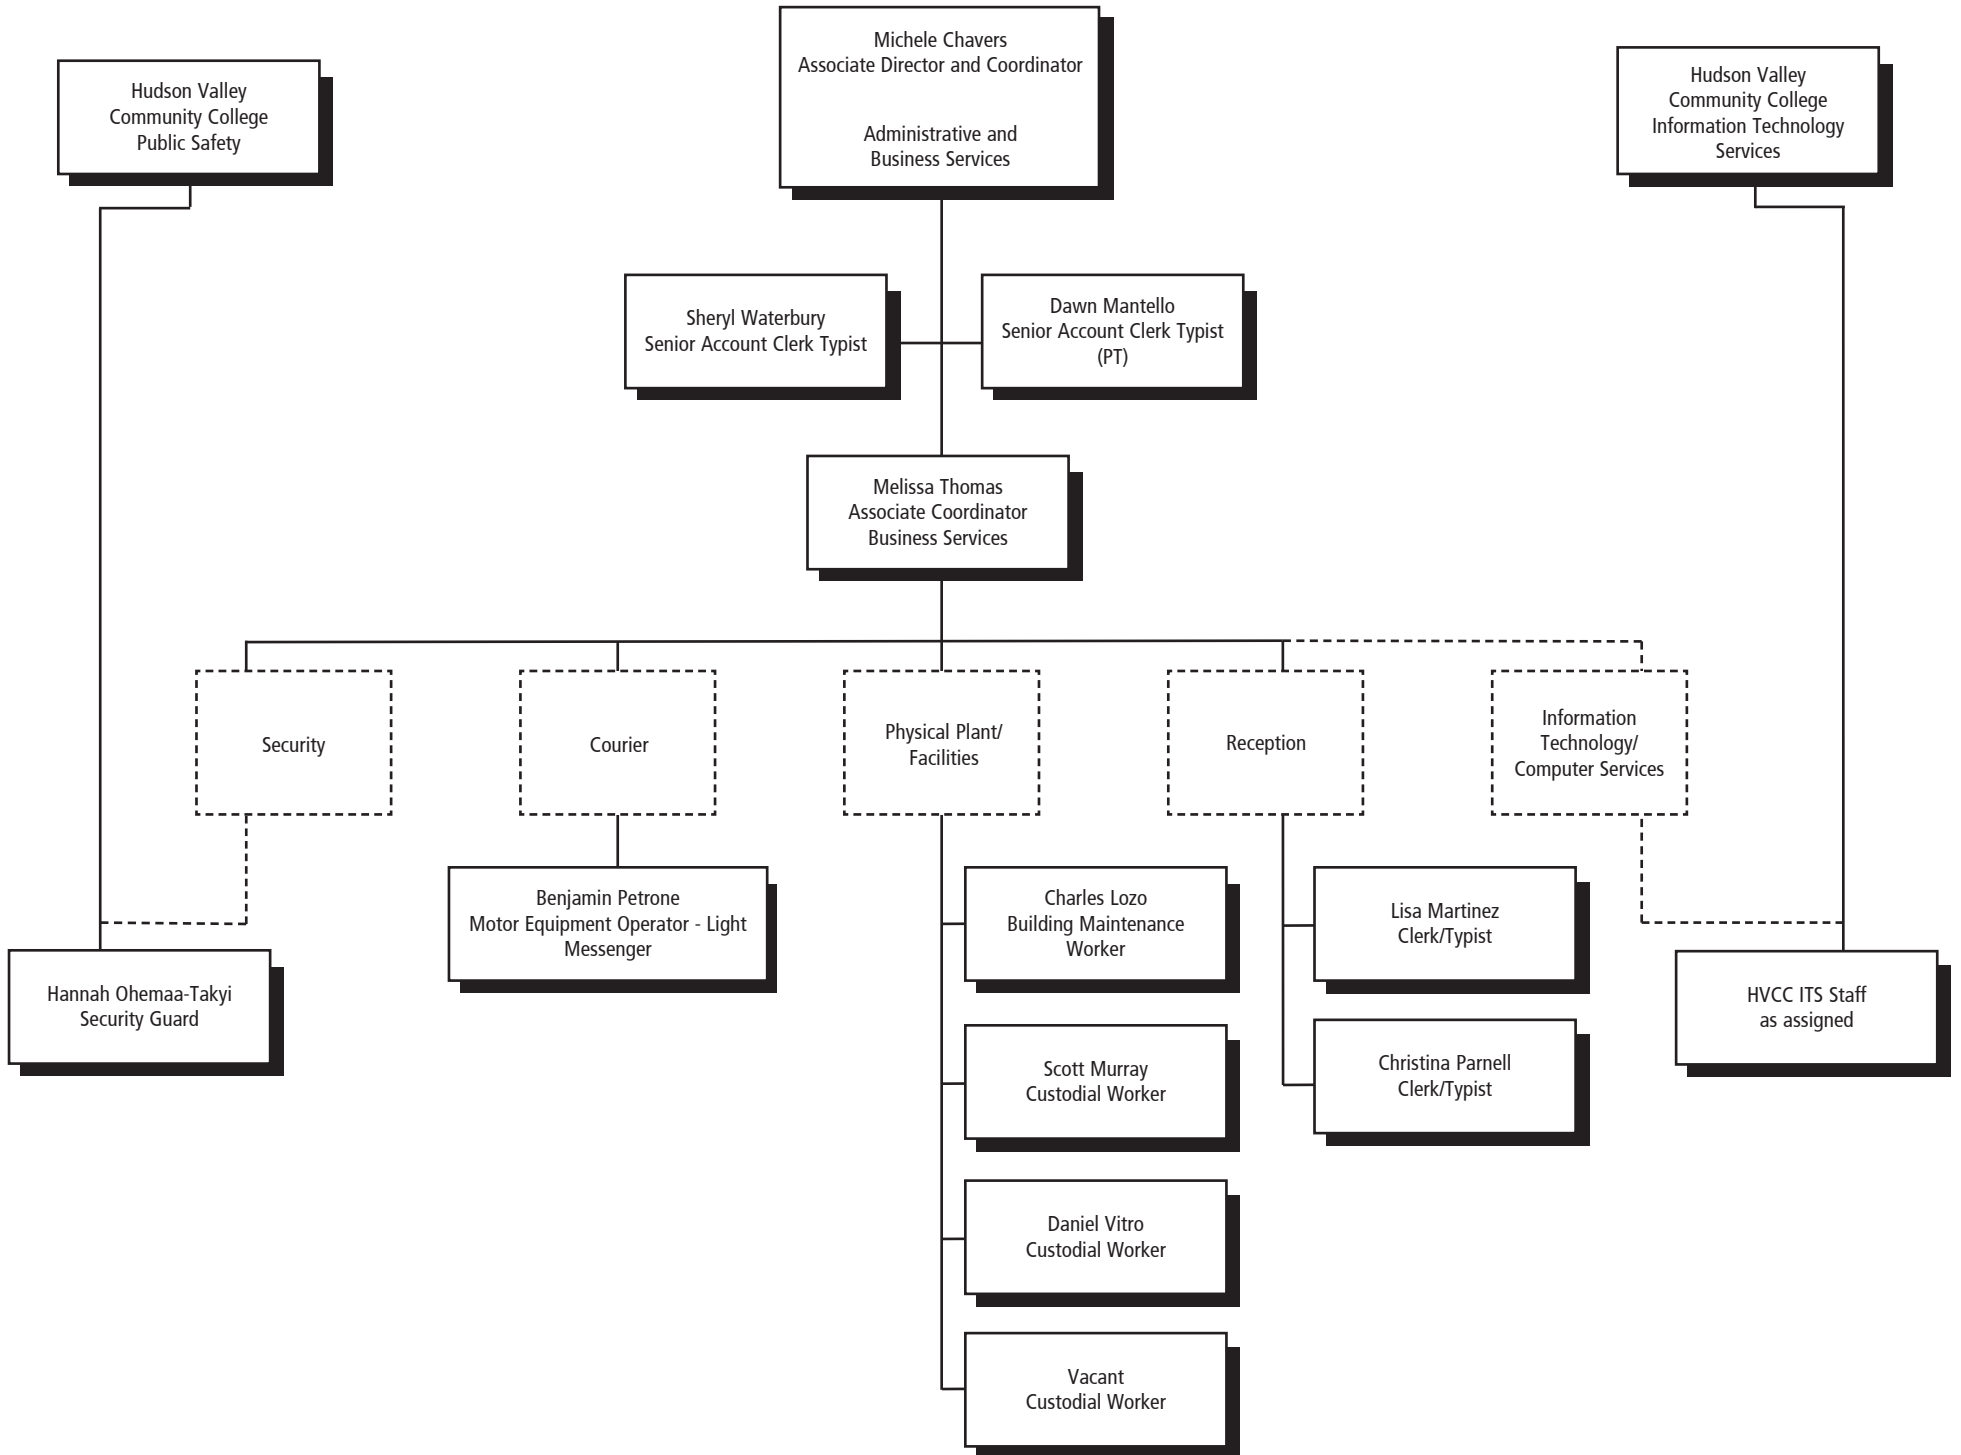 Michele Chavers
Associate Director and Coordinator
Administrative and
Business Services
Hudson Valley
Community College
Public Safety
Hudson Valley
Community College
Information Technology
Services
Sheryl Waterbury
Senior Account Clerk Typist
Dawn Mantello
Senior Account Clerk Typist
(PT)
Melissa Thomas
Associate Coordinator
Business Services
Security
Courier
Physical Plant/
Facilities
Reception
Information
Technology/
Computer Services
Hannah Ohemaa-Takyi
Security Guard
Benjamin Petrone
Motor Equipment Operator - Light
Messenger
Charles Lozo
Building Maintenance
Worker
Scott Murray
Custodial Worker
Daniel Vitro
Custodial Worker
Vacant
Custodial Worker
Lisa Martinez
Clerk/Typist
Christina Parnell
Clerk/Typist
HVCC ITS Staff
as assigned